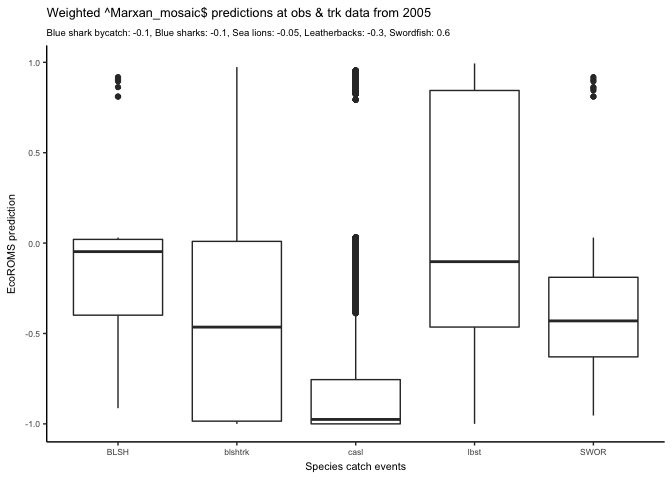 Weighted ^Marxan_mosaic$ predictions at obs & trk data from 2005
Blue shark bycatch: -0.1, Blue sharks: -0.1, Sea lions: -0.05, Leatherbacks: -0.3, Swordfish: 0.6
EcoROMS prediction
1.0
0.5
0.0
-0.5
-1.0
BLSH blshtrk casl lbst SWOR
Species catch events